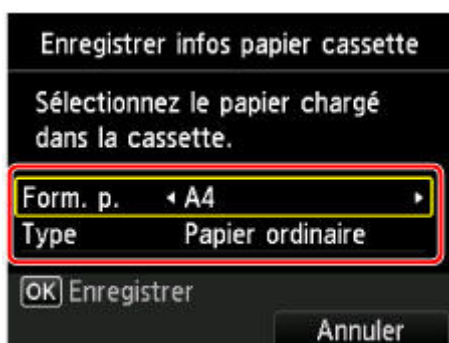 Enregistrer infos papier cassette
Sélectionnez le papier chargé
dans la cassette.
Form. p. A4
Type Papier ordinaire
OK Enregistrer
Annuler